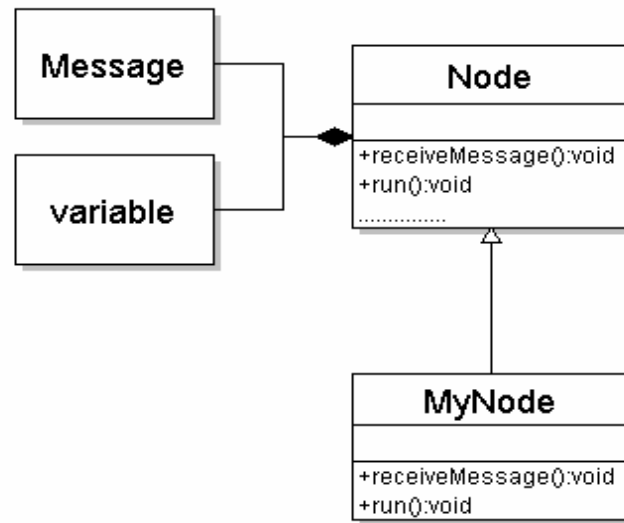 Message
variable
Node
+receiveMessage():void
+run():void
...............
MyNode
+receiveMessage():void
+run():void